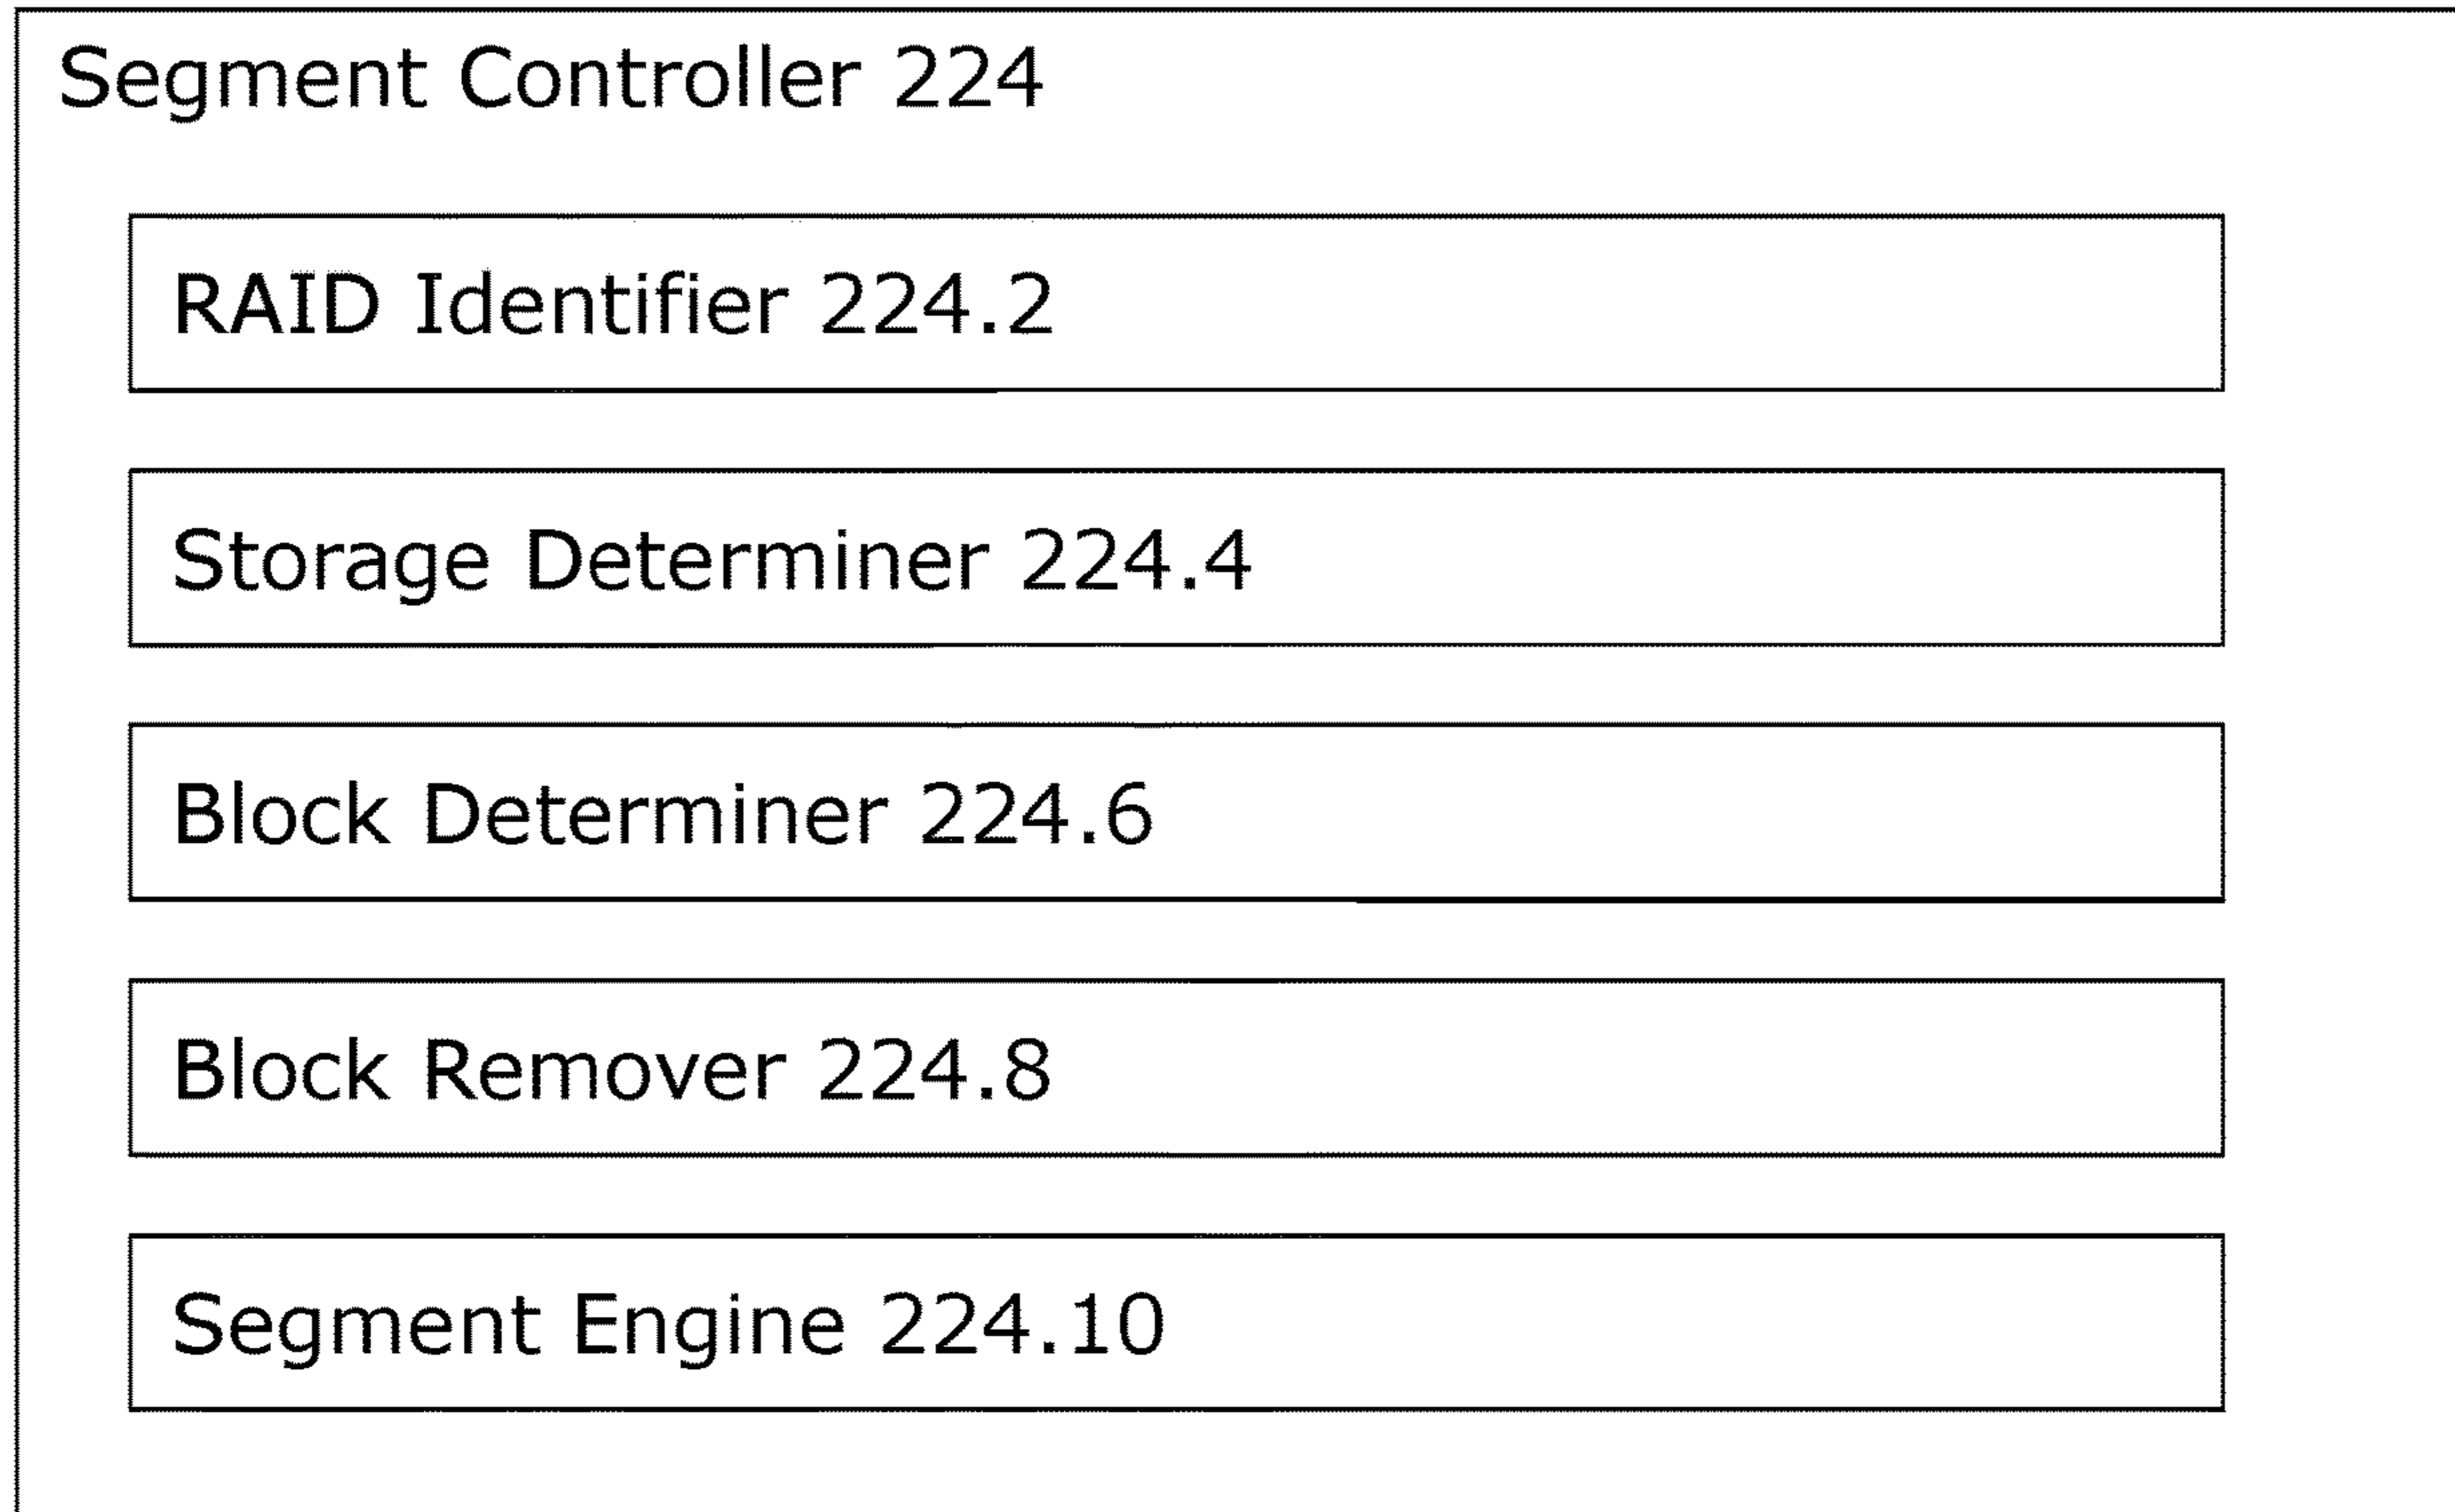 Segment Controller 224
RAID Identifier 224.2
Storage Determiner 224.4
Block Determiner 224.6
Block Remover 224.8
Segment Engine 224.10